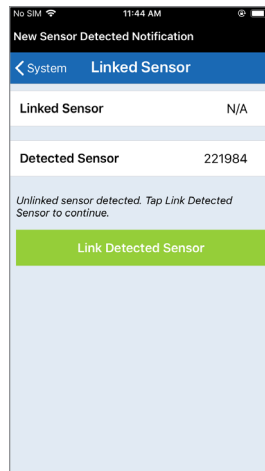 No SIM 11:44 AM
New Sensor Detected Notification
System Linked Sensor
Linked Sensor N/A
Detected Sensor 221984
Unlinked sensor detected. Tap Link Detected
Sensor to continue.
Link Detected Sensor